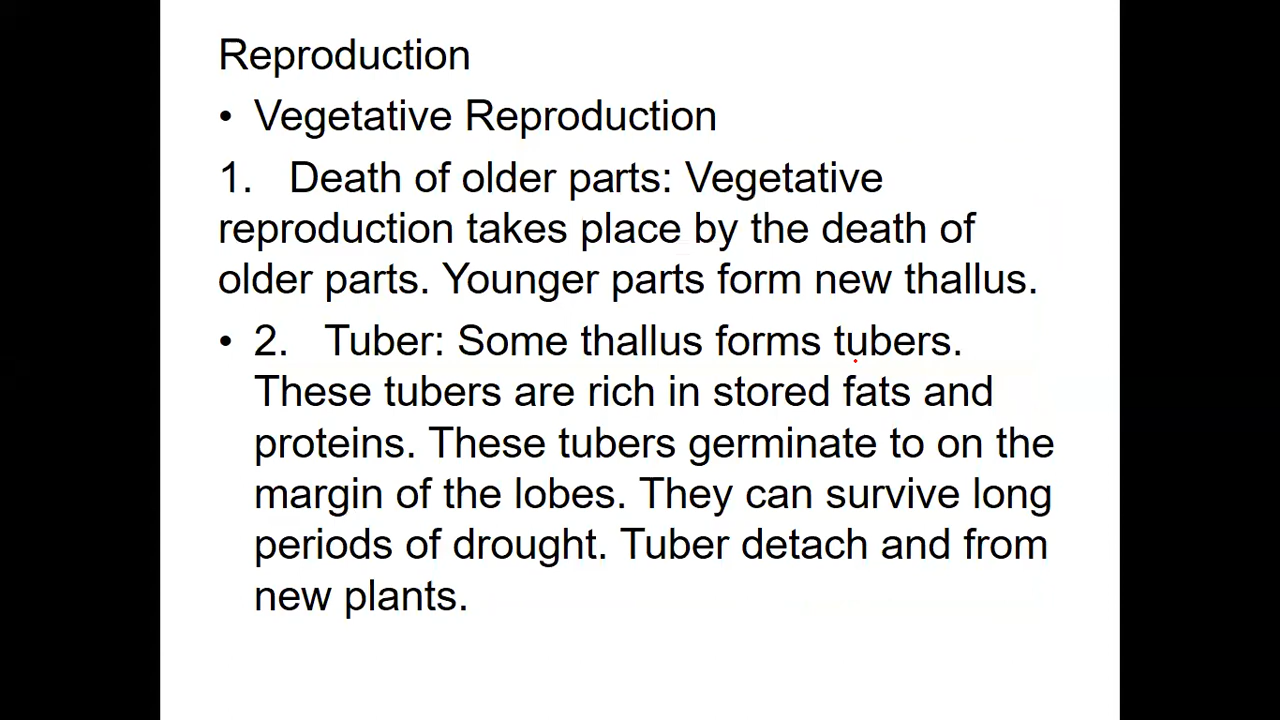 Reproduction
• Vegetative Reproduction
1. Death of older parts: Vegetative
reproduction takes place by the death of
older parts. Younger parts form new thallus.
• 2. Tuber: Some thallus forms tubers.
These tubers are rich in stored fats and
proteins. These tubers germinate to on the
margin of the lobes. They can survive long
periods of drought. Tuber detach and from
new plants.